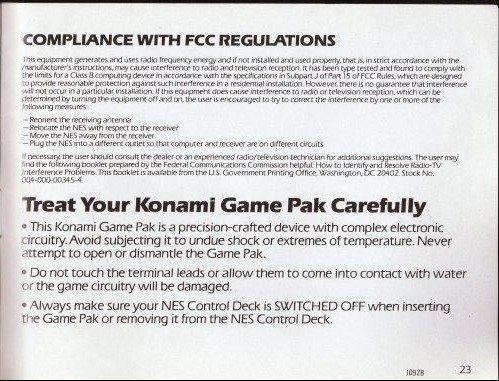 COMPLIANCE WITH FCC REGULATIONS
This equipment generates and uses radio frequency energy and if not installed and used properly, that is, in strict accordance with the
manufacturer's instructions, may cause interference to radio and television reception. It has been type tested and found to comply with
the limits for a Class B computing device in accordance with the specifications in Subpart J of Part 15 of FCC Rules, which are designed
to provide reasonable protection against such interference in a residential installation. However, there is no guarantee that interference
will not occur in a particular installation. If this equipment does cause interference to radio or television reception, which can be
determined by turning the equipment off and on, the user is encouraged to try to correct the interference by one or more of the
following measures:
– Reorient the receiving antenna
– Relocate the NES with respect to the receiver
– Move the NES away from the receiver
– Plug the NES into a different outlet so that computer and receiver are on different circuits
If necessary, the user should consult the dealer or an experienced radio/television technician for additional suggestions. The user may
find the following booklet prepared by the Federal Communications Commission helpful: How to Identify and Resolve Radio-TV
Interference Problems. This booklet is available from the U.S. Government Printing Office, Washington, DC 20402. Stock No.
004-000-00345-4.
Treat Your Konami Game Pak Carefully
• This Konami Game Pak is a precision-crafted device with complex electronic
circuitry. Avoid subjecting it to undue shock or extremes of temperature. Never
attempt to open or dismantle the Game Pak.
• Do not touch the terminal leads or allow them to come into contact with water
or the game circuitry will be damaged.
• Always make sure your NES Control Deck is SWITCHED OFF when inserting
the Game Pak or removing it from the NES Control Deck.
10928 23